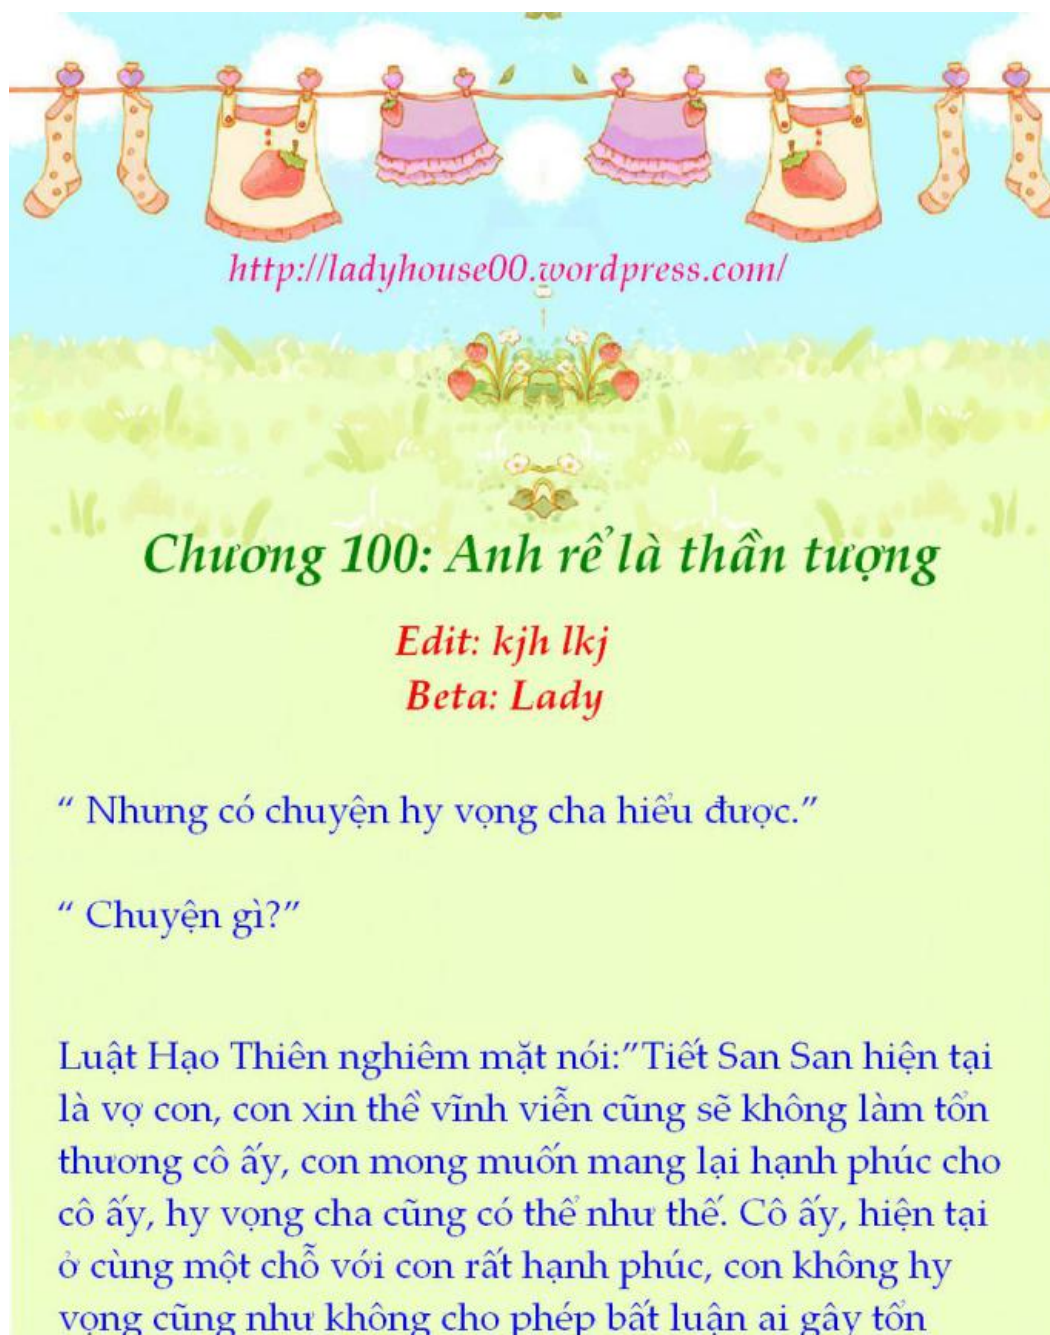 http://ladyhouse00.wordpress.com/
Chương 100: Anh rể là thần tượng
Edit: kjh lkj
Beta: Lady
“ Nhưng có chuyện hy vọng cha hiểu được.”
“ Chuyện gì?”
Luật Hạo Thiên nghiêm mặt nói:”Tiết San San hiện tại
là vợ con, con xin thề vĩnh viễn cũng sẽ không làm tổn
thương cô ấy, con mong muốn mang lại hạnh phúc cho
cô ấy, hy vọng cha cũng có thể như thế. Cô ấy, hiện tại
ở cùng một chỗ với con rất hạnh phúc, con không hy
vọng cũng như không cho phép bất luận ai gây tổn